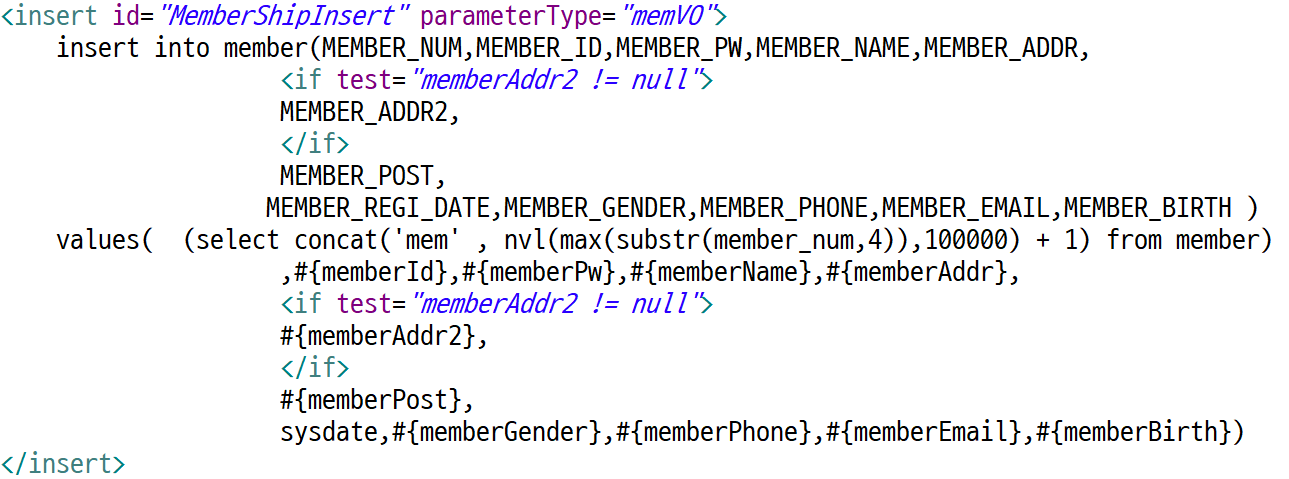 <insert id="MemberShipInsert" parameterType="memVO">
insert into member(MEMBER_NUM,MEMBER_ID,MEMBER_PW,MEMBER_NAME,MEMBER_ADDR,
<if test="memberAddr2 != null">
MEMBER_ADDR2,
</if>
MEMBER_POST,
MEMBER_REGI_DATE,MEMBER_GENDER,MEMBER_PHONE,MEMBER_EMAIL,MEMBER_BIRTH )
values(  (select concat('mem' , nvl(max(substr(member_num,4)),100000) + 1) from member)
,#{memberId},#{memberPw},#{memberName},#{memberAddr},
<if test="memberAddr2 != null">
#{memberAddr2},
</if>
#{memberPost},
sysdate,#{memberGender},#{memberPhone},#{memberEmail},#{memberBirth})
</insert>